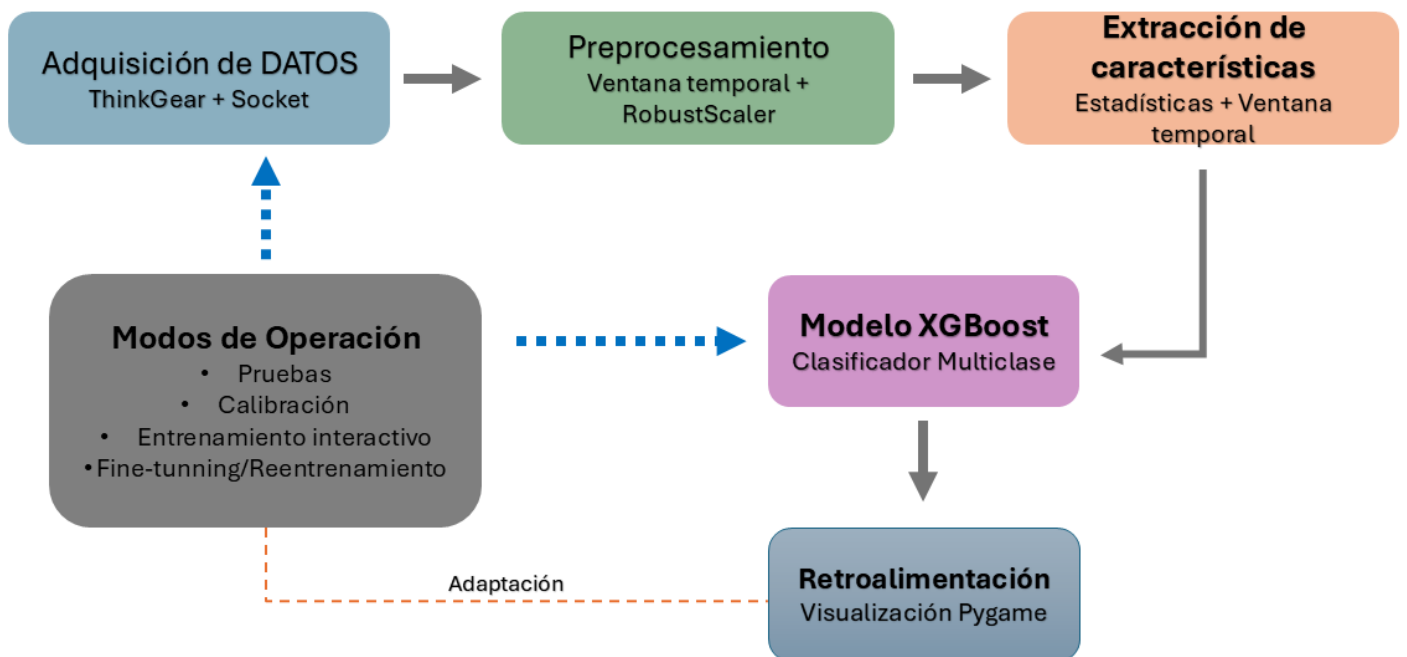 Adquisición de DATOS
ThinkGear + Socket
Preprocesamiento
Ventana temporal +
RobustScaler
Extracción de
características
Estadísticas + Ventana
temporal
Modos de Operación
• Pruebas
• Calibración
• Entrenamiento interactivo
• Fine-tunning/Reentrenamiento
Modelo XGBoost
Clasificador Multiclase
Adaptación
Retroalimentación
Visualización Pygame